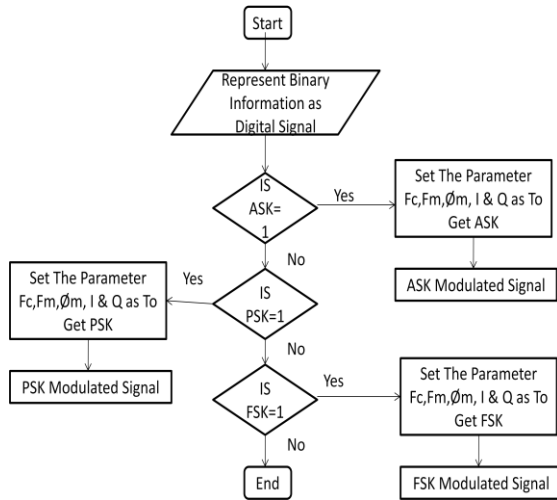 Start
Represent Binary
Information as
Digital Signal
IS
ASK=
1
Yes
Set The Parameter
Fc,Fm,Øm, I & Q as To
Get ASK
ASK Modulated Signal
No
IS
PSK=1
Yes
Set The Parameter
Fc,Fm,Øm, I & Q as To
Get PSK
PSK Modulated Signal
No
IS
FSK=1
Yes
Set The Parameter
Fc,Fm,Øm, I & Q as To
Get FSK
FSK Modulated Signal
No
End